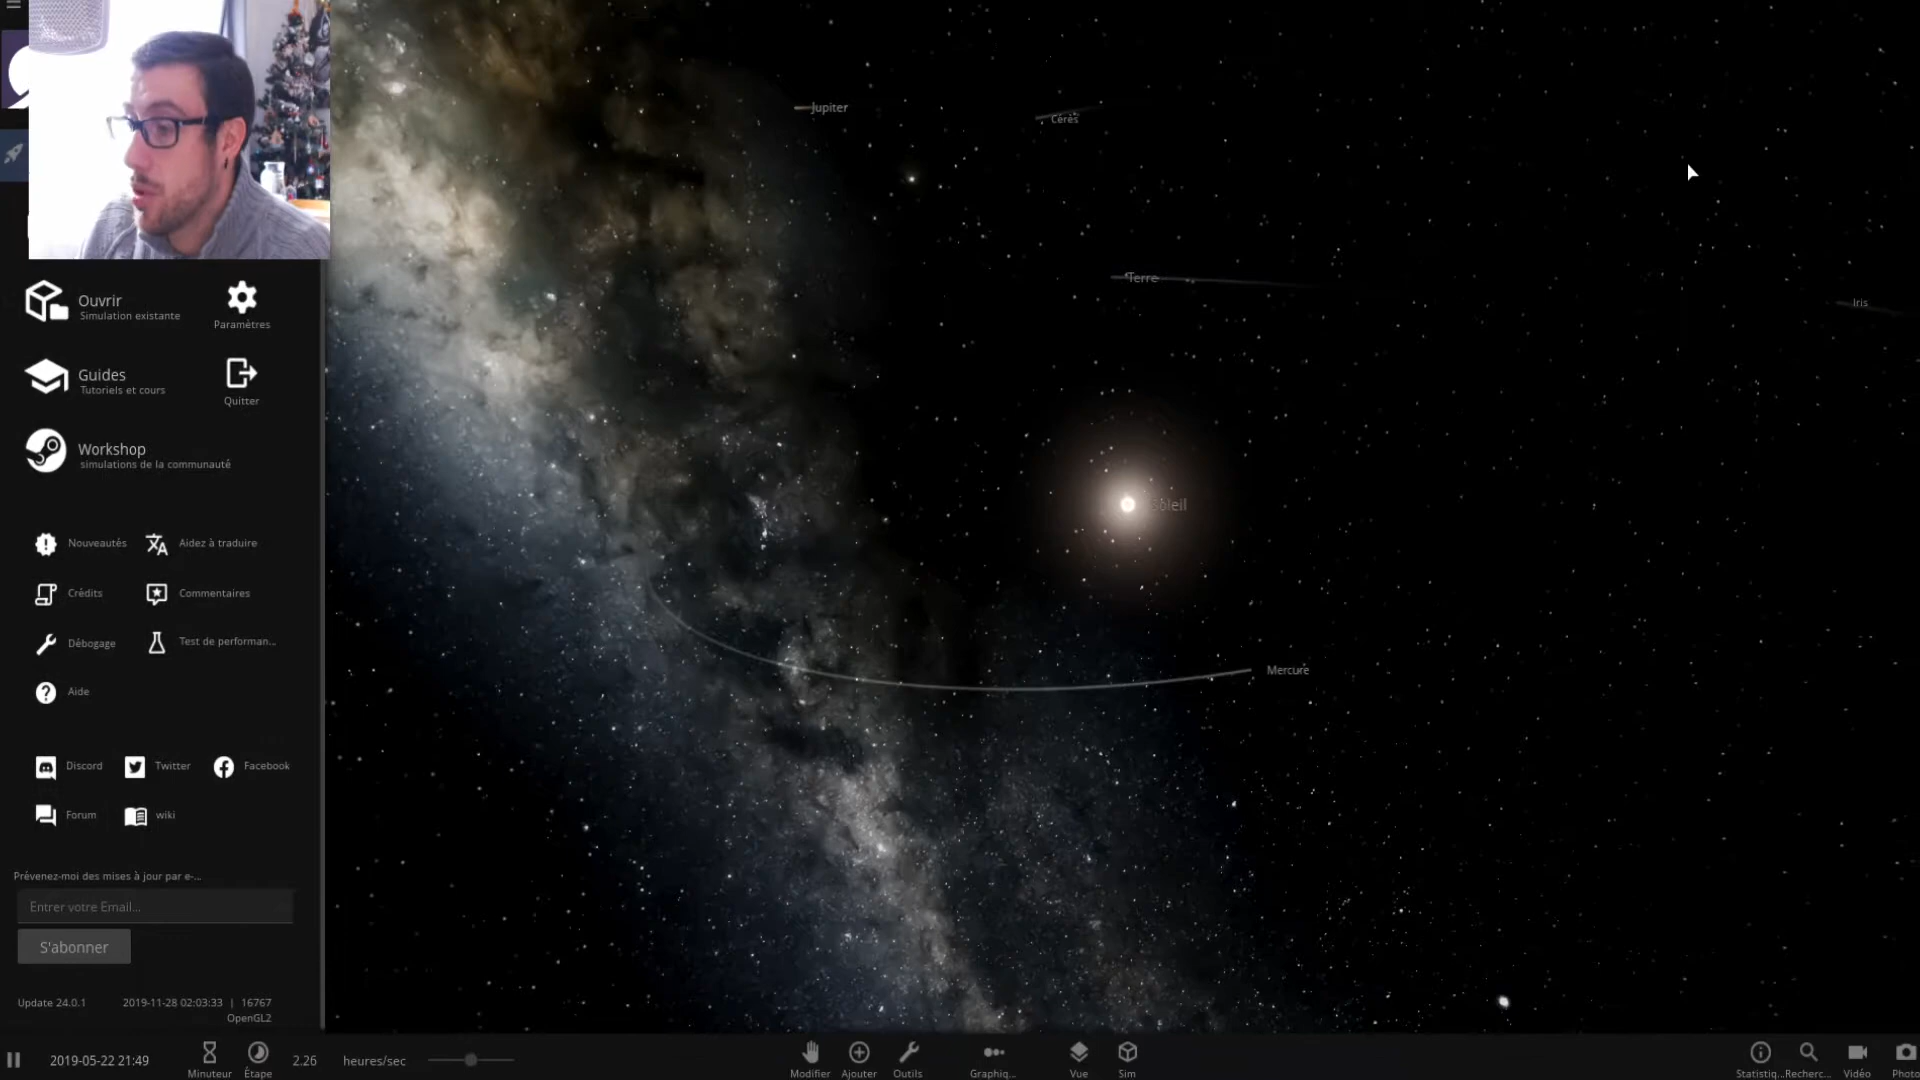 Jupiter
Cérès
Terre
Iris
Soleil
Mercure
Ouvrir
Simulation existante
Paramètres
Guides
Tutoriels et cours
Quitter
Workshop
simulations de la communauté
Nouveautés
Aidez à traduire
Crédits
Commentaires
Débogage
Test de performan...
Aide
Discord
Twitter
Facebook
Forum
wiki
Prévenez-moi des mises à jour par e-...
Entrer votre Email...
S'abonner
Update 24.0.1
2019-11-28 02:03:33 | 16767
OpenGL2
2019-05-22 21:49
Minuteur
Étape
2.26
heures/sec
Modifier
Ajouter
Outils
Graphiq...
Vue
Sim
Statistiq...
Recherc...
Vidéo
Photo